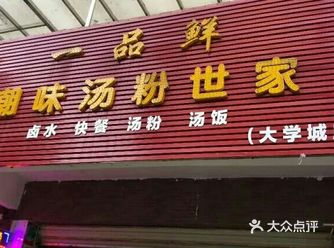 一品鲜
潮味汤粉世家
卤水 快餐 汤粉 汤饭
(大学城
大众点评